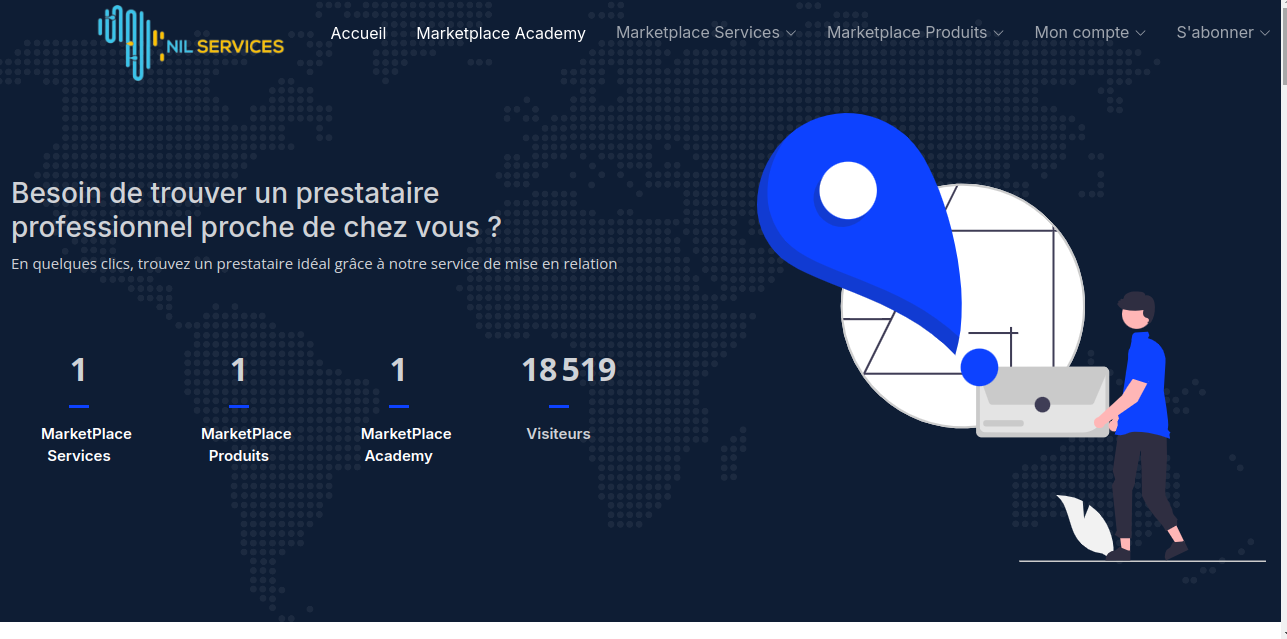 NIL SERVICES
Accueil
Marketplace Academy
Marketplace Services
Marketplace Produits
Mon compte
S'abonner
Besoin de trouver un prestataire
professionnel proche de chez vous ?
En quelques clics, trouvez un prestataire idéal grâce à notre service de mise en relation
1
MarketPlace
Services
1
MarketPlace
Produits
1
MarketPlace
Academy
18 519
Visiteurs